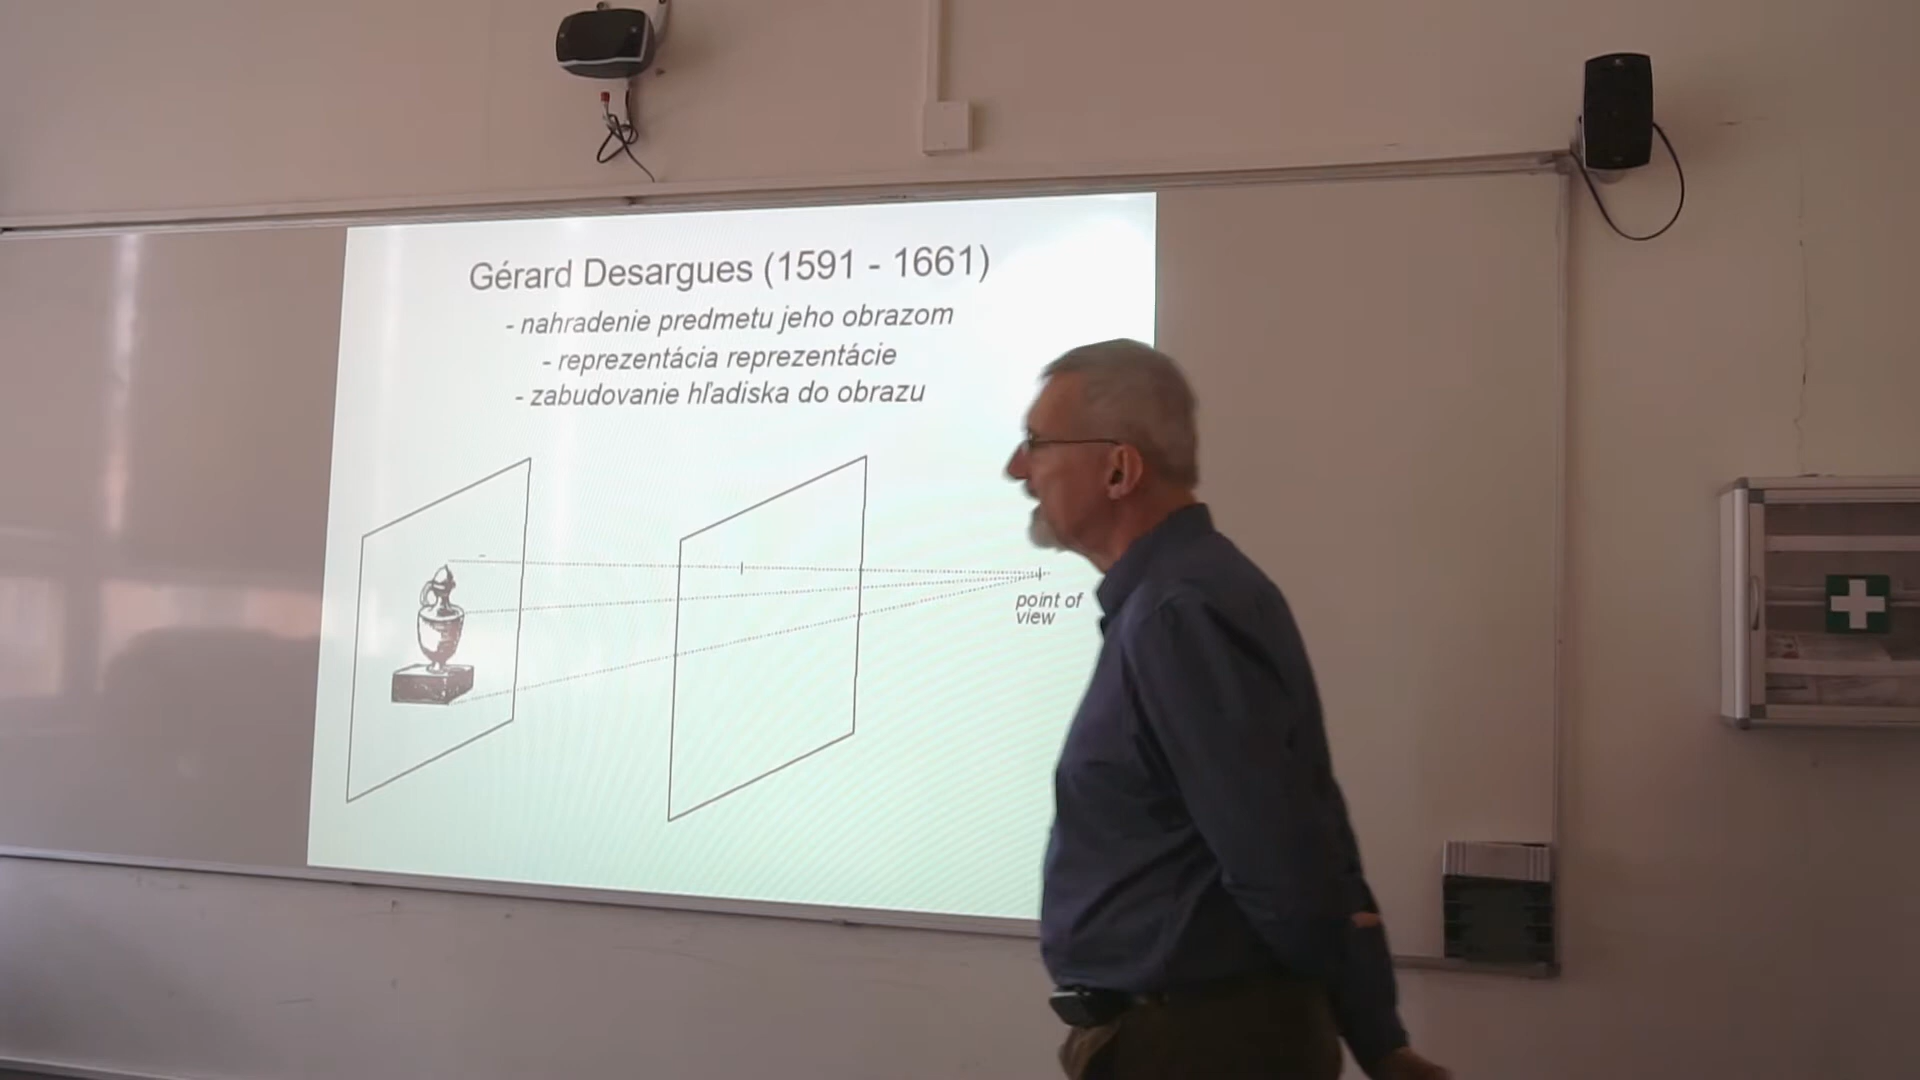 Gérard Desargues (1591 - 1661)
- nahradenie predmetu jeho obrazom
- reprezentácia reprezentácie
- zabudovanie hľadiska do obrazu
point of
view